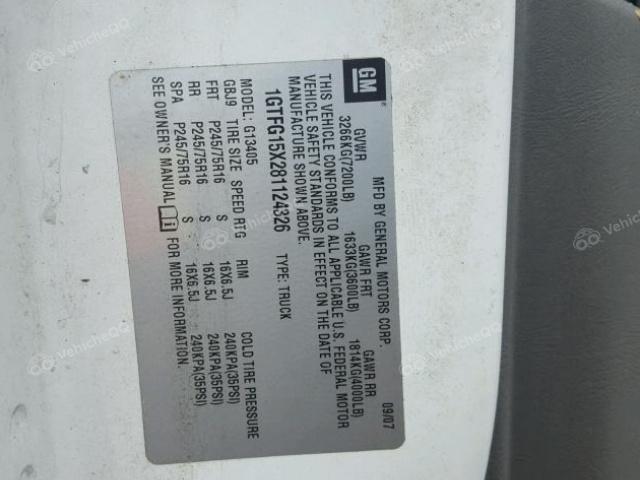 GM
MFD BY GENERAL MOTORS CORP. 09/07
GVWR GAWR FRT GAWR RR
3266KG(7200LB) 1633KG(3600LB) 1814KG(4000LB)
THIS VEHICLE CONFORMS TO ALL APPLICABLE U.S. FEDERAL MOTOR
VEHICLE SAFETY STANDARDS IN EFFECT ON THE DATE OF
MANUFACTURE SHOWN ABOVE.
1GTFG15X281124326 TYPE: TRUCK
MODEL: G13405
GBJ9 TIRE SIZE SPEED RTG RIM COLD TIRE PRESSURE
FRT P245/75R16 S 16X6.5J 240KPA(35PSI)
RR P245/75R16 S 16X6.5J 240KPA(35PSI)
SPA P245/75R16 S 16X6.5J 240KPA(35PSI)
SEE OWNER'S MANUAL FOR MORE INFORMATION.
VehicleQQ